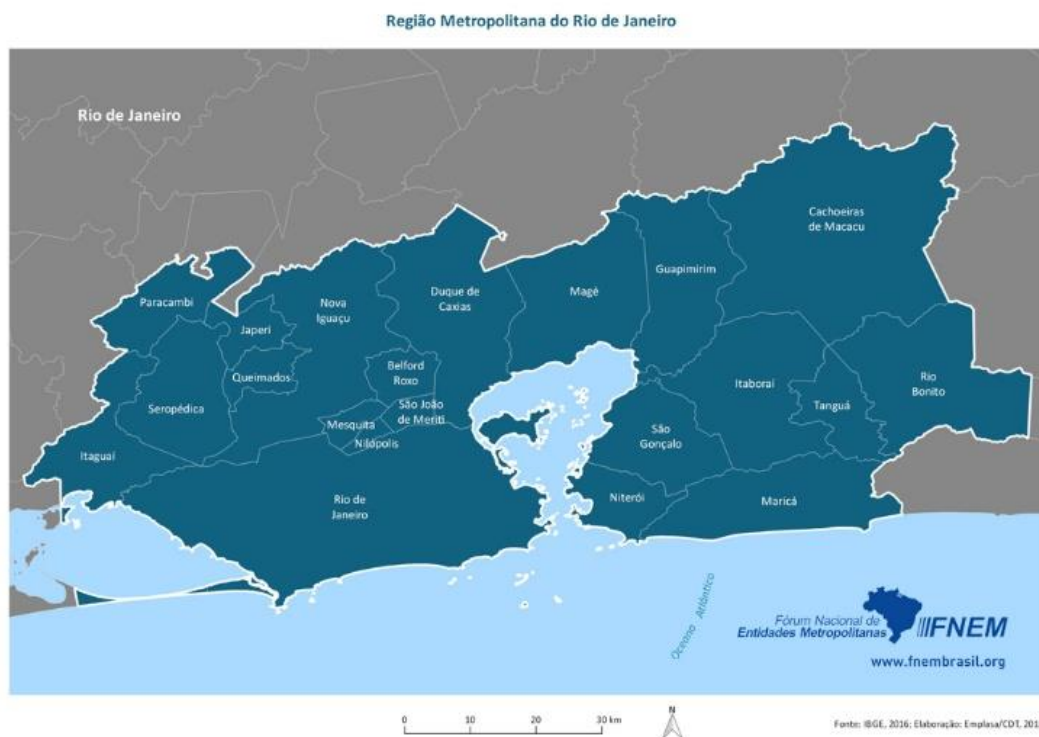 Região Metropolitana do Rio de Janeiro
Rio de Janeiro
Cachoeiras
de Macacu
Guapimirim
Paracambi
Nova
Iguaçu
Duque de
Caxias
Magé
Japeri
Queimados
Belford
Roxo
Itaboraí
Rio
Bonito
Seropédica
São João
de Meriti
Tanguá
Mesquita
Nilópolis
São
Gonçalo
Itaguaí
Rio de
Janeiro
Niterói
Maricá
Oceano Atlântico
Fórum Nacional de
Entidades Metropolitanas
FNEM
www.fnembrasil.org
0 10 20 30 km
N
Fonte: IBGE, 2016; Elaboração: Emplasa/CDT, 201